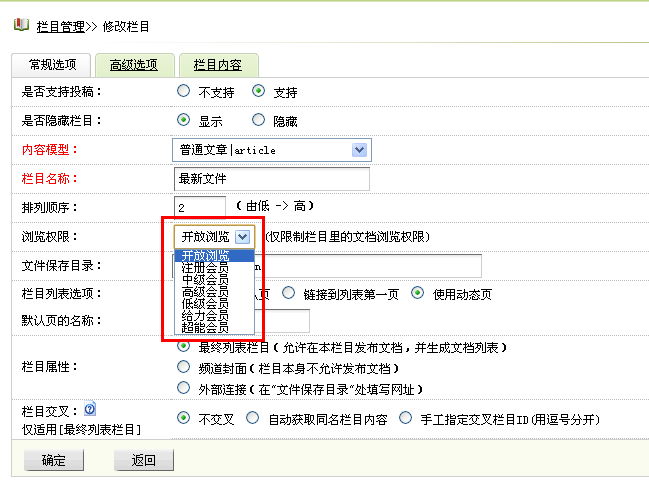 栏目管理>> 修改栏目
常规选项 高级选项 栏目内容
是否支持投稿： 不支持 支持
是否隐藏栏目： 显示 隐藏
内容模型： 普通文章|article
栏目名称： 最新文件
排列顺序： 2 （由低 -> 高）
浏览权限： 开放浏览 (仅限制栏目里的文档浏览权限)
开放浏览
注册会员
中级会员
高级会员
低级会员
给力会员
超能会员
文件保存目录：
栏目列表选项： 认页 链接到列表第一页 使用动态页
默认页的名称：
栏目属性： 最终列表栏目（允许在本栏目发布文档，并生成文档列表）
频道封面（栏目本身不允许发布文档）
外部连接（在"文件保存目录"处填写网址）
栏目交叉： 不交叉 自动获取同名栏目内容 手工指定交叉栏目ID(用逗号分开)
仅适用[最终列表栏目]
确定 返回